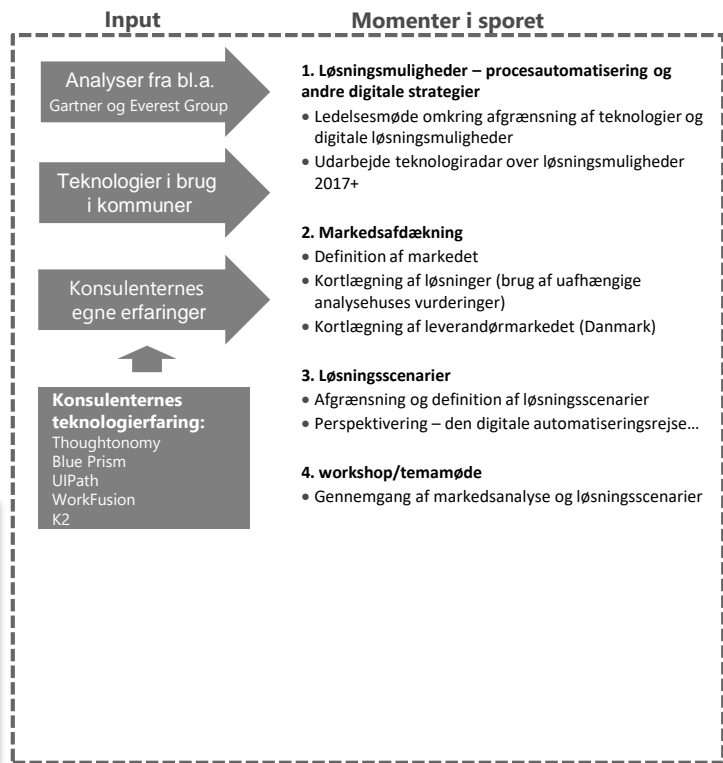 Input
Momenter i sporet
Analyser fra bl.a.
Gartner og Everest Group
Teknologier i brug
i kommuner
Konsulenternes
egne erfaringer
Konsulenternes
teknologierfaring:
Thoughtonomy
Blue Prism
UIPath
WorkFusion
K2
1. Løsningsmuligheder – procesautomatisering og
andre digitale strategier
• Ledelsesmøde omkring afgrænsning af teknologier og
digitale løsningsmuligheder
• Udarbejde teknologiradar over løsningsmuligheder
2017+
2. Markedsafdækning
• Definition af markedet
• Kortlægning af løsninger (brug af uafhængige
analysehuses vurderinger)
• Kortlægning af leverandørmarkedet (Danmark)
3. Løsningsscenarier
• Afgrænsning og definition af løsningsscenarier
• Perspektivering – den digitale automatiseringsrejse…
4. workshop/temamøde
• Gennemgang af markedsanalyse og løsningsscenarier